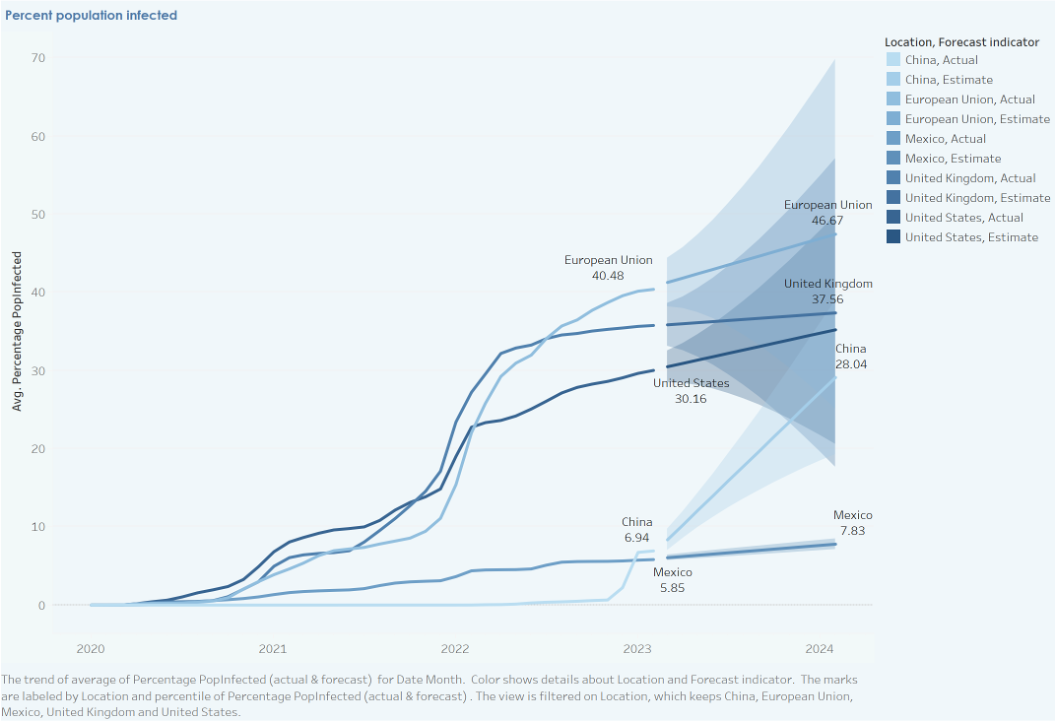 Percent population infected
Location, Forecast indicator
China, Actual
China, Estimate
European Union, Actual
European Union, Estimate
Mexico, Actual
Mexico, Estimate
United Kingdom, Actual
United Kingdom, Estimate
United States, Actual
United States, Estimate
Avg. Percentage PopInfected
70
60
50
40
30
20
10
0
European Union
46.67
European Union
40.48
United Kingdom
37.56
China
28.04
United States
30.16
China
6.94
Mexico
7.83
Mexico
5.85
2020
2021
2022
2023
2024
The trend of average of Percentage PopInfected (actual & forecast) for Date Month. Color shows details about Location and Forecast indicator. The marks
are labeled by Location and percentile of Percentage PopInfected (actual & forecast) . The view is filtered on Location, which keeps China, European Union,
Mexico, United Kingdom and United States.